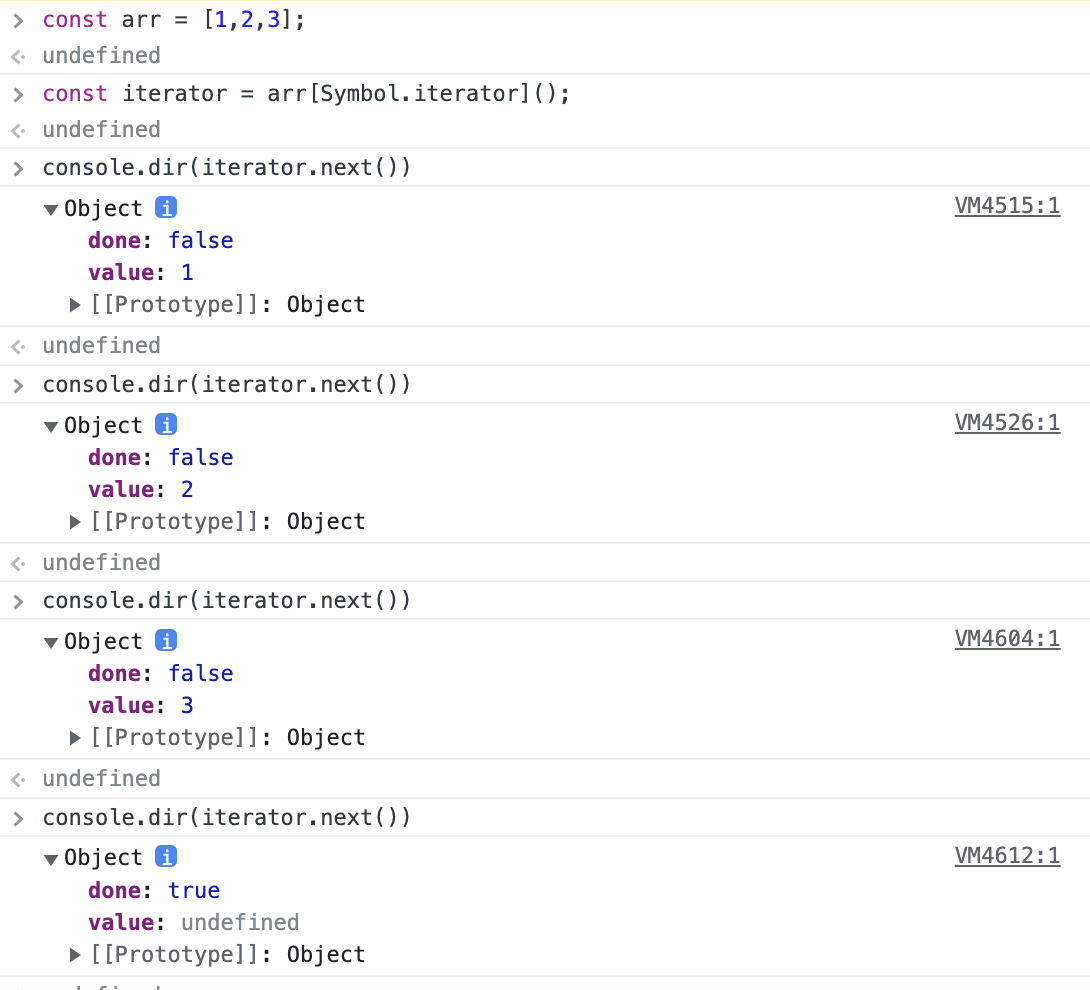 > const arr = [1,2,3];
undefined
> const iterator = arr[Symbol.iterator]();
undefined
> console.dir(iterator.next())
▼Object i VM4515:1
done: false
value: 1
▶[[Prototype]]: Object
undefined
> console.dir(iterator.next())
▼Object i VM4526:1
done: false
value: 2
▶[[Prototype]]: Object
undefined
> console.dir(iterator.next())
▼Object i VM4604:1
done: false
value: 3
▶[[Prototype]]: Object
undefined
> console.dir(iterator.next())
▼Object i VM4612:1
done: true
value: undefined
▶[[Prototype]]: Object